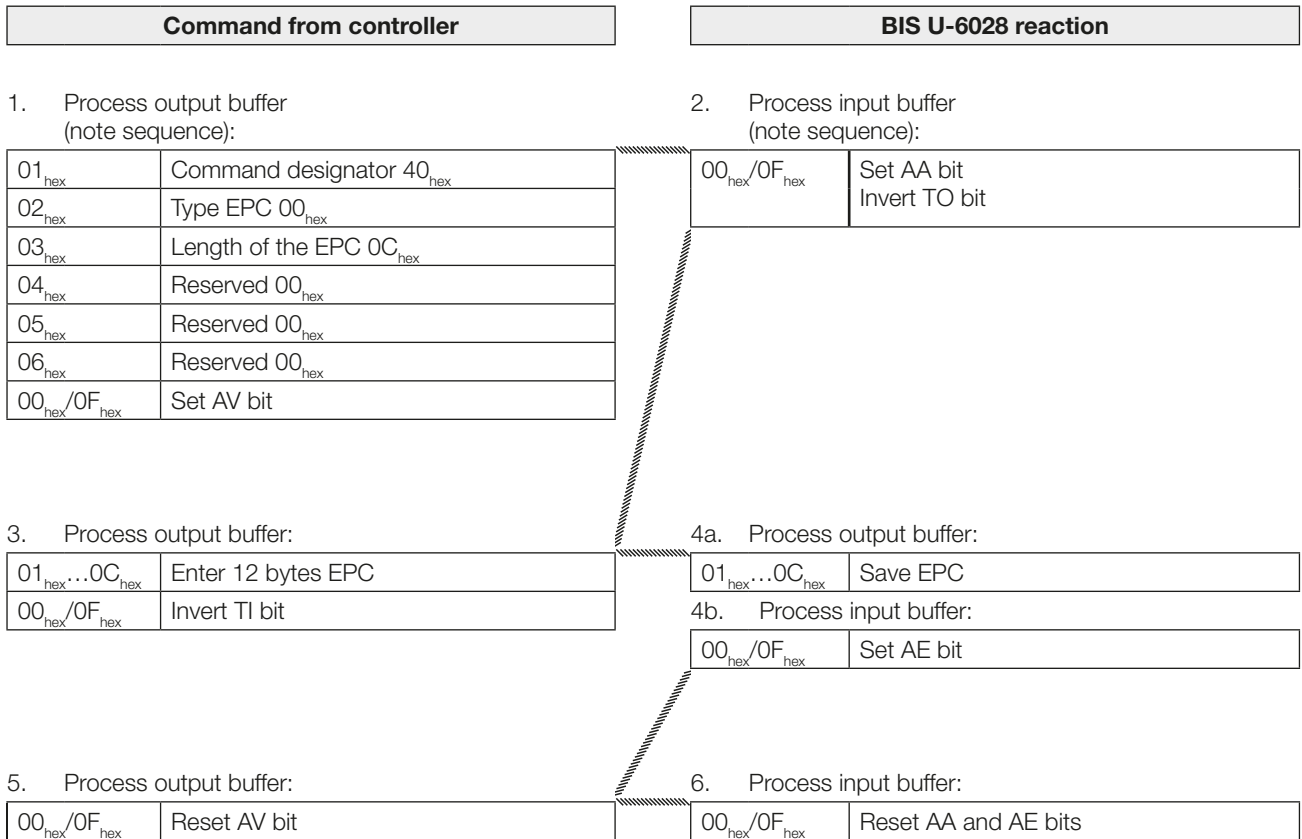 Command from controller
BIS U-6028 reaction
1. Process output buffer
(note sequence):
01hex Command designator 40hex
02hex Type EPC 00hex
03hex Length of the EPC 0Chex
04hex Reserved 00hex
05hex Reserved 00hex
06hex Reserved 00hex
00hex/0Fhex Set AV bit
2. Process input buffer
(note sequence):
00hex/0Fhex Set AA bit
Invert TO bit
3. Process output buffer:
01hex…0Chex Enter 12 bytes EPC
00hex/0Fhex Invert TI bit
4a. Process output buffer:
01hex…0Chex Save EPC
4b. Process input buffer:
00hex/0Fhex Set AE bit
5. Process output buffer:
00hex/0Fhex Reset AV bit
6. Process input buffer:
00hex/0Fhex Reset AA and AE bits